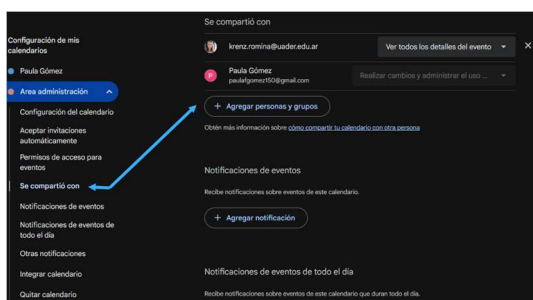 Configuración de mis
calendarios
Paula Gómez
Area administración
Configuración del calendario
Aceptar invitaciones
automáticamente
Permisos de acceso para
eventos
Se compartió con
Notificaciones de eventos
Notificaciones de eventos de
todo el día
Otras notificaciones
Integrar calendario
Quitar calendario
Se compartió con
krenz.romina@uader.edu.ar
Ver todos los detalles del evento
P
Paula Gómez
paulafgomez150@gmail.com
Realizar cambios y administrar el uso ...
+ Agregar personas y grupos
Obtén más información sobre cómo compartir tu calendario con otra persona
Notificaciones de eventos
Recibe notificaciones sobre eventos de este calendario.
+ Agregar notificación
Notificaciones de eventos de todo el día
Recibe notificaciones sobre eventos de este calendario que duran todo el día.